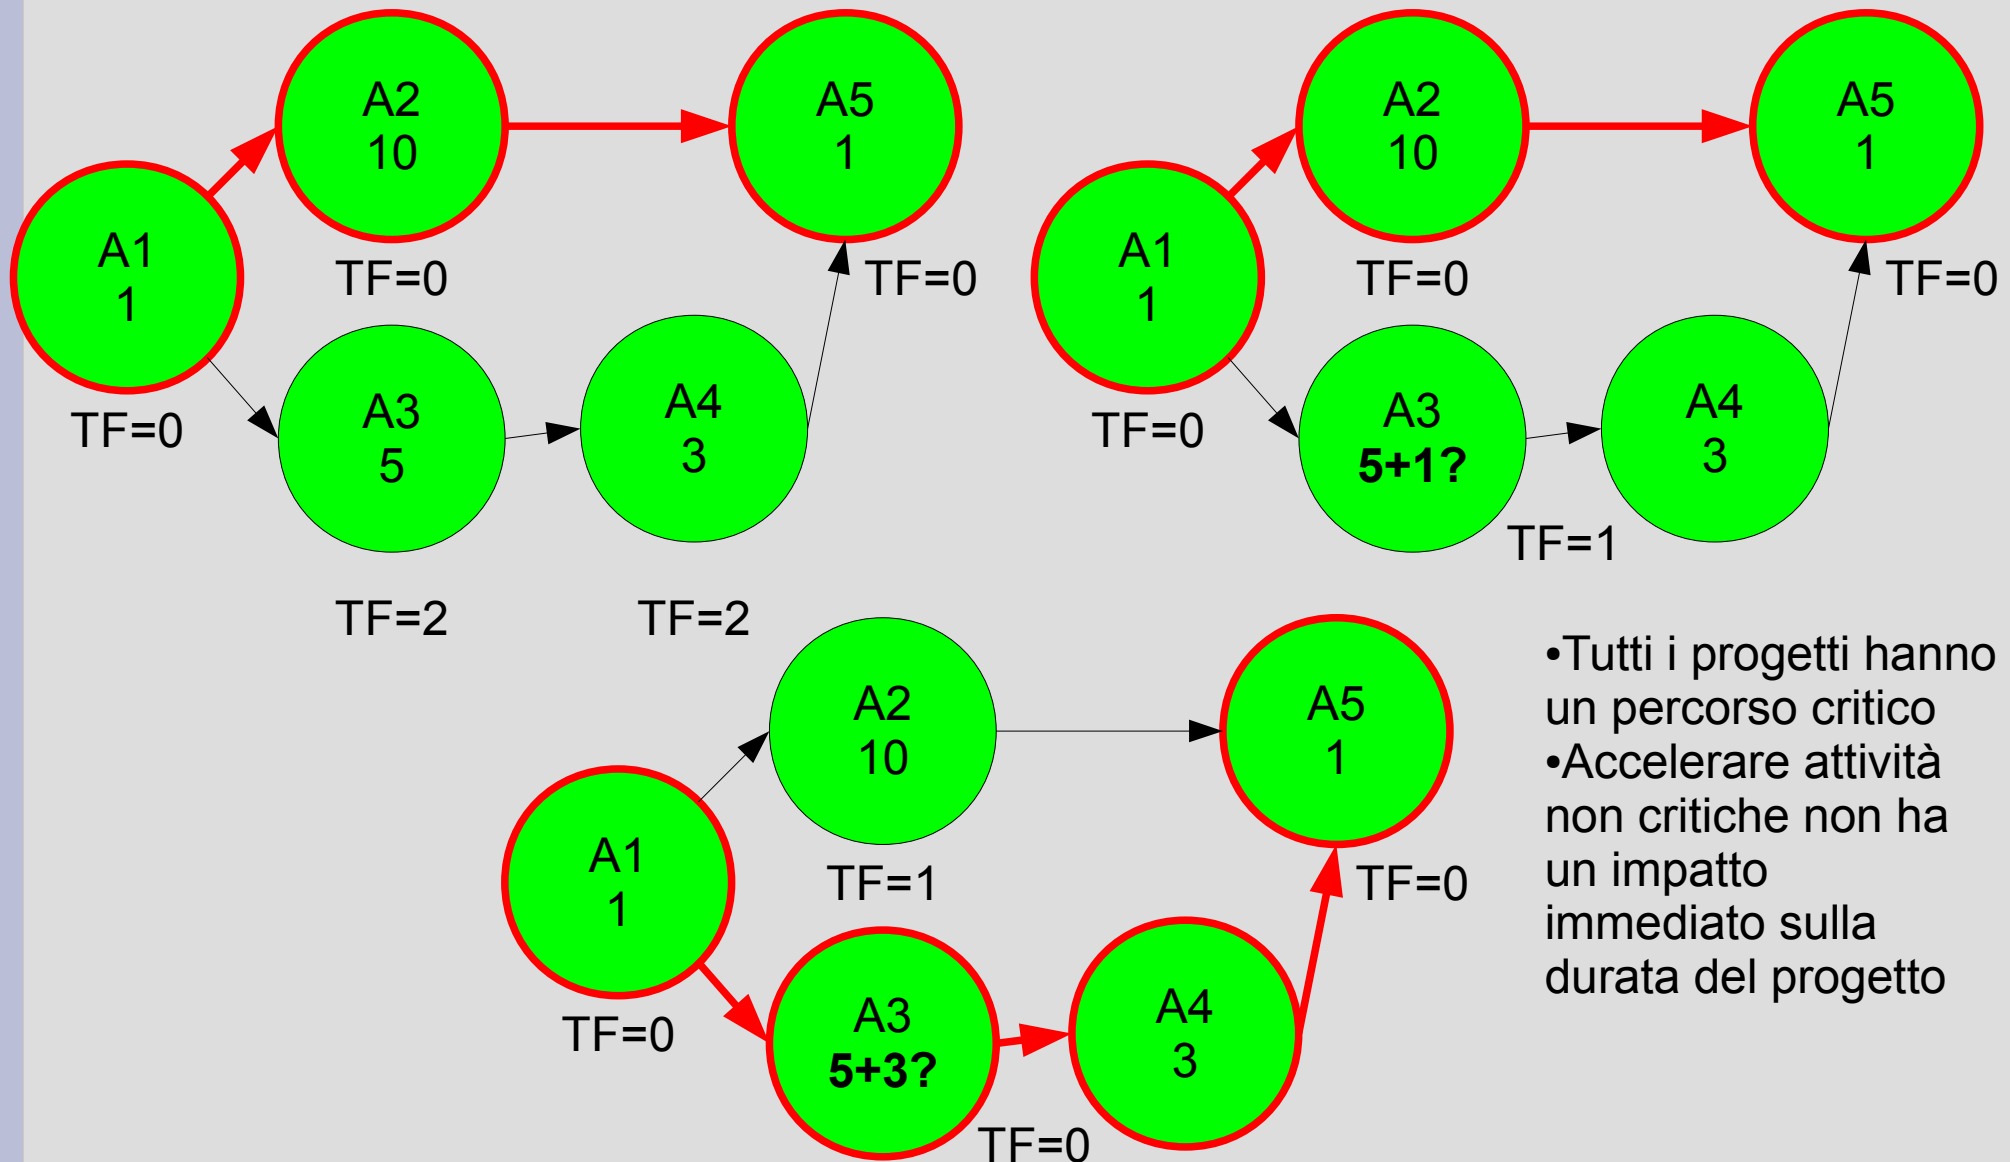 A2
10
TF=0
A5
1
TF=0
A1
1
TF=0
A3
5
TF=2
A4
3
TF=2
A2
10
TF=0
A5
1
TF=0
A1
1
TF=0
A3
5+1?
A4
3
TF=1
A2
10
TF=1
A5
1
TF=0
A1
1
TF=0
A3
5+3?
A4
3
TF=0
•Tutti i progetti hanno
un percorso critico
•Accelerare attività
non critiche non ha
un impatto
immediato sulla
durata del progetto